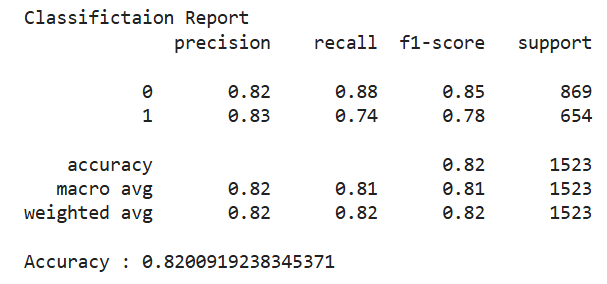 Classifictaion Report
precision recall f1-score support
0 0.82 0.88 0.85 869
1 0.83 0.74 0.78 654
accuracy 0.82 1523
macro avg 0.82 0.81 0.81 1523
weighted avg 0.82 0.82 0.82 1523
Accuracy : 0.8200919238345371